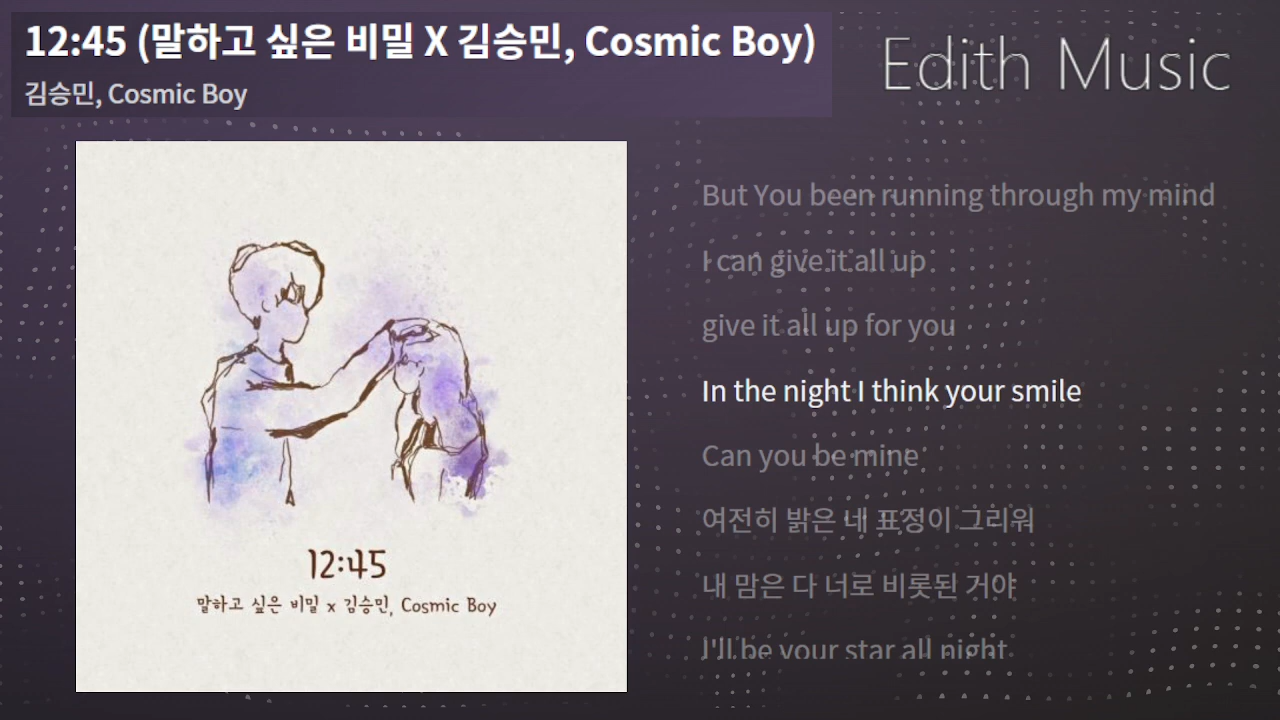 12:45 (말하고 싶은 비밀 X 김승민, Cosmic Boy)
김승민, Cosmic Boy
Edith Music
12:45
말하고 싶은 비밀 x 김승민, Cosmic Boy
But You been running through my mind
I can give it all up
give it all up for you
In the night I think your smile
Can you be mine
여전히 밝은 네 표정이 그리워
내 맘은 다 너로 비롯된 거야
I'll be your star all night